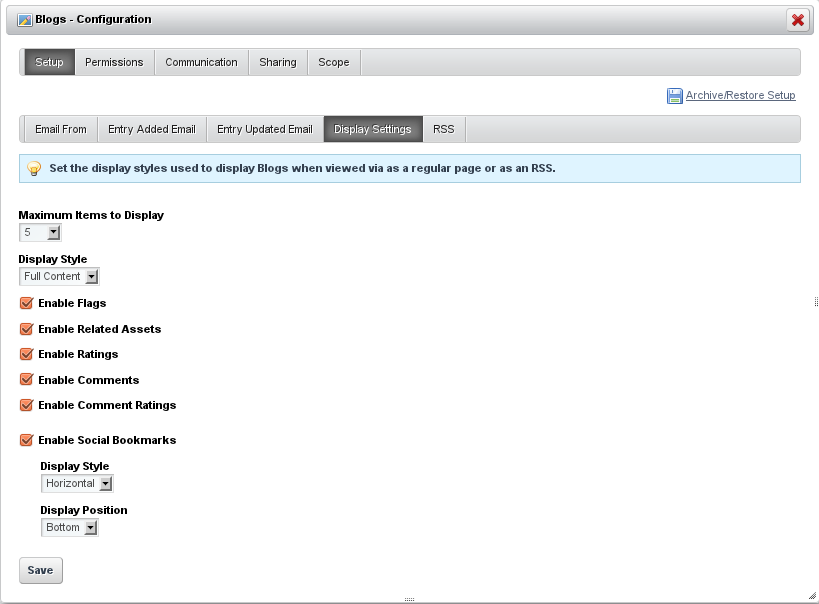 Blogs - Configuration
Setup Permissions Communication Sharing Scope
Archive/Restore Setup
Email From Entry Added Email Entry Updated Email Display Settings RSS
Set the display styles used to display Blogs when viewed via as a regular page or as an RSS.
Maximum Items to Display
5
Display Style
Full Content
Enable Flags
Enable Related Assets
Enable Ratings
Enable Comments
Enable Comment Ratings
Enable Social Bookmarks
Display Style
Horizontal
Display Position
Bottom
Save